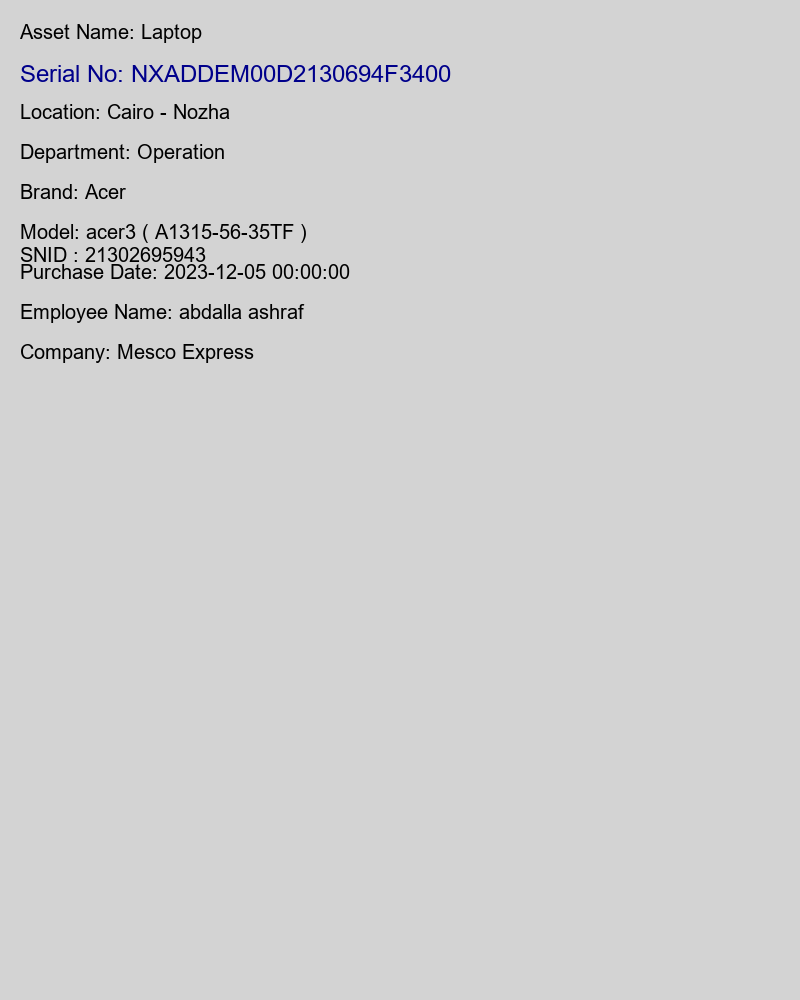 Asset Name: Laptop
Serial No: NXADDEM00D2130694F3400
Location: Cairo - Nozha
Department: Operation
Brand: Acer
Model: acer3 ( A1315-56-35TF )
SNID : 21302695943
Purchase Date: 2023-12-05 00:00:00
Employee Name: abdalla ashraf
Company: Mesco Express